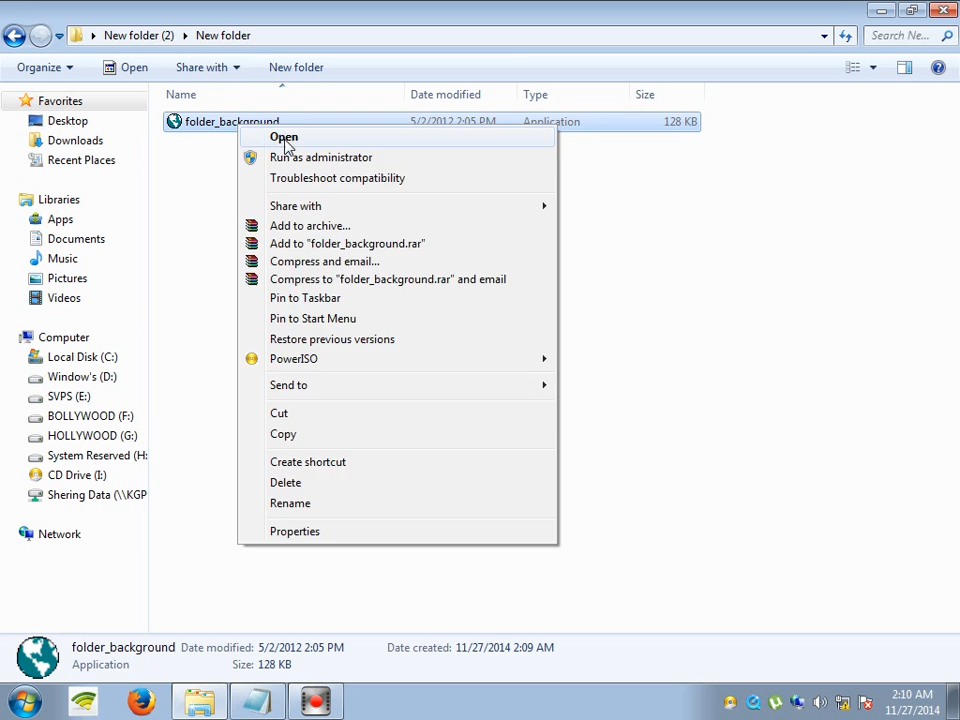 New folder (2) New folder
Search Ne...
Organize Open Share with New folder
Name Date modified Type Size
folder_background 5/2/2012 2:05 PM Application 128 KB
Favorites
Desktop
Downloads
Recent Places
Libraries
Apps
Documents
Music
Pictures
Videos
Computer
Local Disk (C:)
Window's (D:)
SVPS (E:)
BOLLYWOOD (F:)
HOLLYWOOD (G:)
System Reserved (H:
CD Drive (I:)
Shering Data (\\KGP
Network
Open
Run as administrator
Troubleshoot compatibility
Share with
Add to archive...
Add to "folder_background.rar"
Compress and email...
Compress to "folder_background.rar" and email
Pin to Taskbar
Pin to Start Menu
Restore previous versions
PowerISO
Send to
Cut
Copy
Create shortcut
Delete
Rename
Properties
folder_background Date modified: 5/2/2012 2:05 PM Date created: 11/27/2014 2:09 AM
Application Size: 128 KB
2:10 AM
11/27/2014